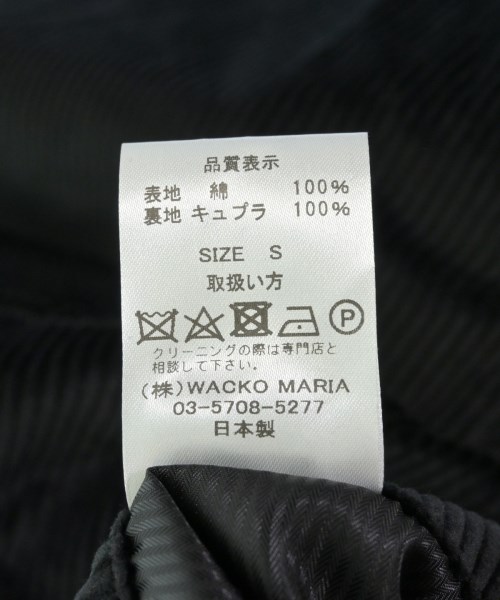 品質表示
表地 綿 100%
裏地 キュプラ 100%
SIZE S
取扱い方
P
クリーニングの際は専門店と
相談して下さい。
(株)WACKO MARIA
03-5708-5277
日本製